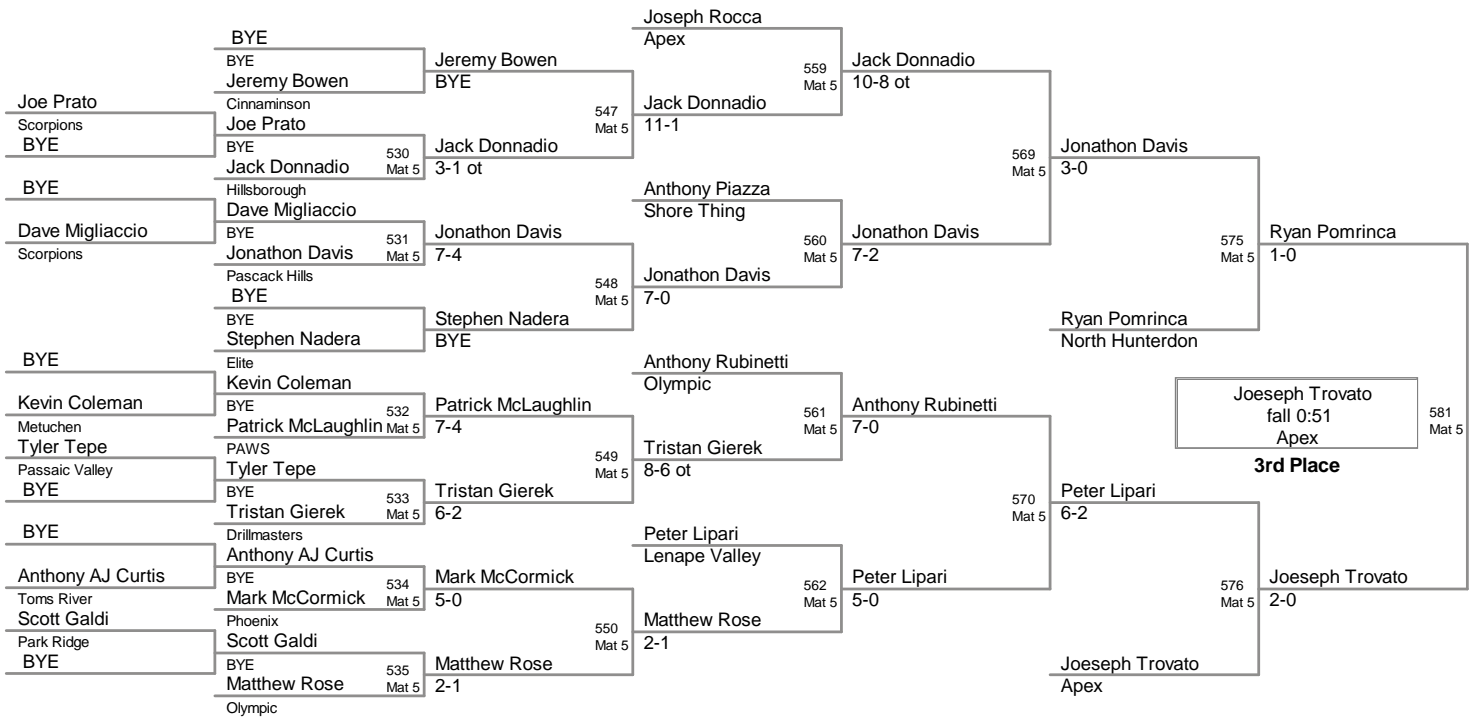 Joe Prato
Scorpions
BYE
BYE
Dave Migliaccio
Scorpions
BYE
Kevin Coleman
Metuchen
Tyler Tepe
Passaic Valley
BYE
BYE
Anthony AJ Curtis
Toms River
Scott Galdi
Park Ridge
BYE
BYE
BYE
Jeremy Bowen
Cinnaminson
Joe Prato
BYE
Jack Donnadio
530
Mat 5
Hillsborough
Dave Migliaccio
BYE
Jonathon Davis
531
Mat 5
Pascack Hills
BYE
BYE
Stephen Nadera
Elite
Kevin Coleman
BYE
Patrick McLaughlin
532
Mat 5
PAWS
Tyler Tepe
BYE
Tristan Gierek
533
Mat 5
Drillmasters
Anthony AJ Curtis
BYE
Mark McCormick
534
Mat 5
Phoenix
Scott Galdi
BYE
Matthew Rose
535
Mat 5
Olympic
Jeremy Bowen
BYE
547
Mat 5
Jack Donnadio
3-1 ot
Jonathon Davis
7-4
548
Mat 5
Stephen Nadera
BYE
Patrick McLaughlin
7-4
549
Mat 5
Tristan Gierek
6-2
Mark McCormick
5-0
550
Mat 5
Matthew Rose
2-1
Joseph Rocca
Apex
559
Mat 5
Jack Donnadio
11-1
Anthony Piazza
Shore Thing
560
Mat 5
Jonathon Davis
7-0
Anthony Rubinetti
Olympic
561
Mat 5
Tristan Gierek
8-6 ot
Peter Lipari
Lenape Valley
562
Mat 5
Matthew Rose
2-1
Jack Donnadio
10-8 ot
569
Mat 5
Jonathon Davis
7-2
Anthony Rubinetti
7-0
570
Mat 5
Peter Lipari
5-0
Jonathon Davis
3-0
575
Mat 5
Ryan Pomrinca
North Hunterdon
Peter Lipari
6-2
576
Mat 5
Joeseph Trovato
Apex
Ryan Pomrinca
1-0
Joeseph Trovato
fall 0:51
Apex
581
Mat 5
3rd Place
Joeseph Trovato
2-0